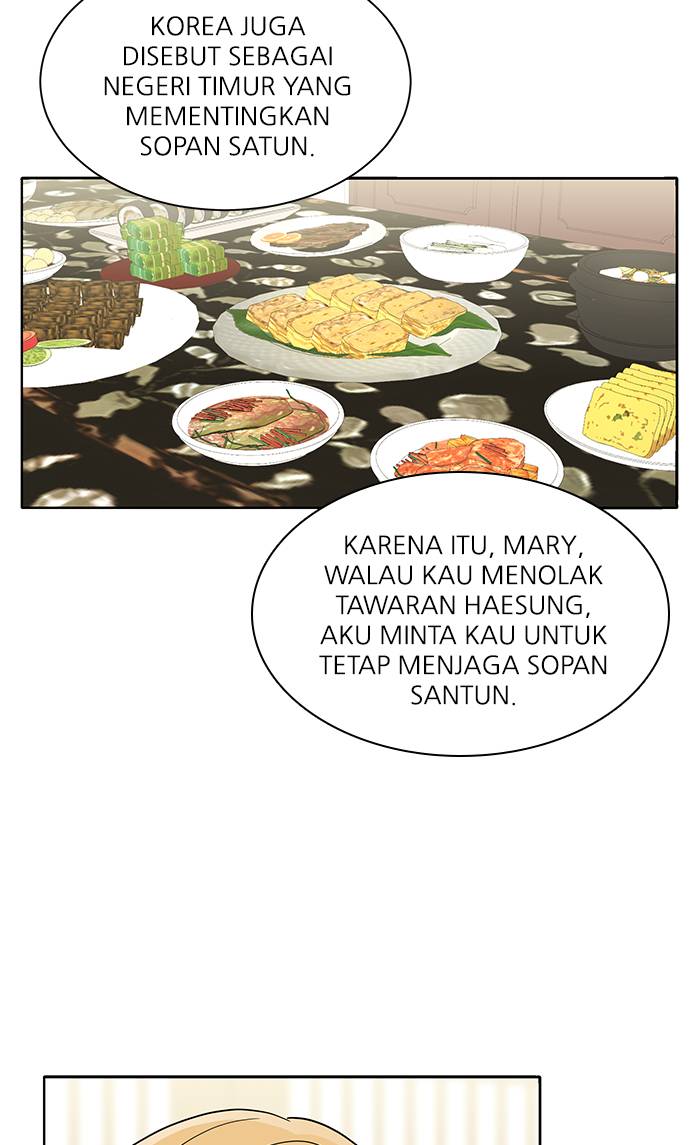 KOREA JUGA
DISEBUT SEBAGAI
NEGERI TIMUR YANG
MEMENTINGKAN
SOPAN SATUN.
KARENA ITU, MARY,
WALAU KAU MENOLAK
TAWARAN HAESUNG,
AKU MINTA KAU UNTUK
TETAP MENJAGA SOPAN
SANTUN.